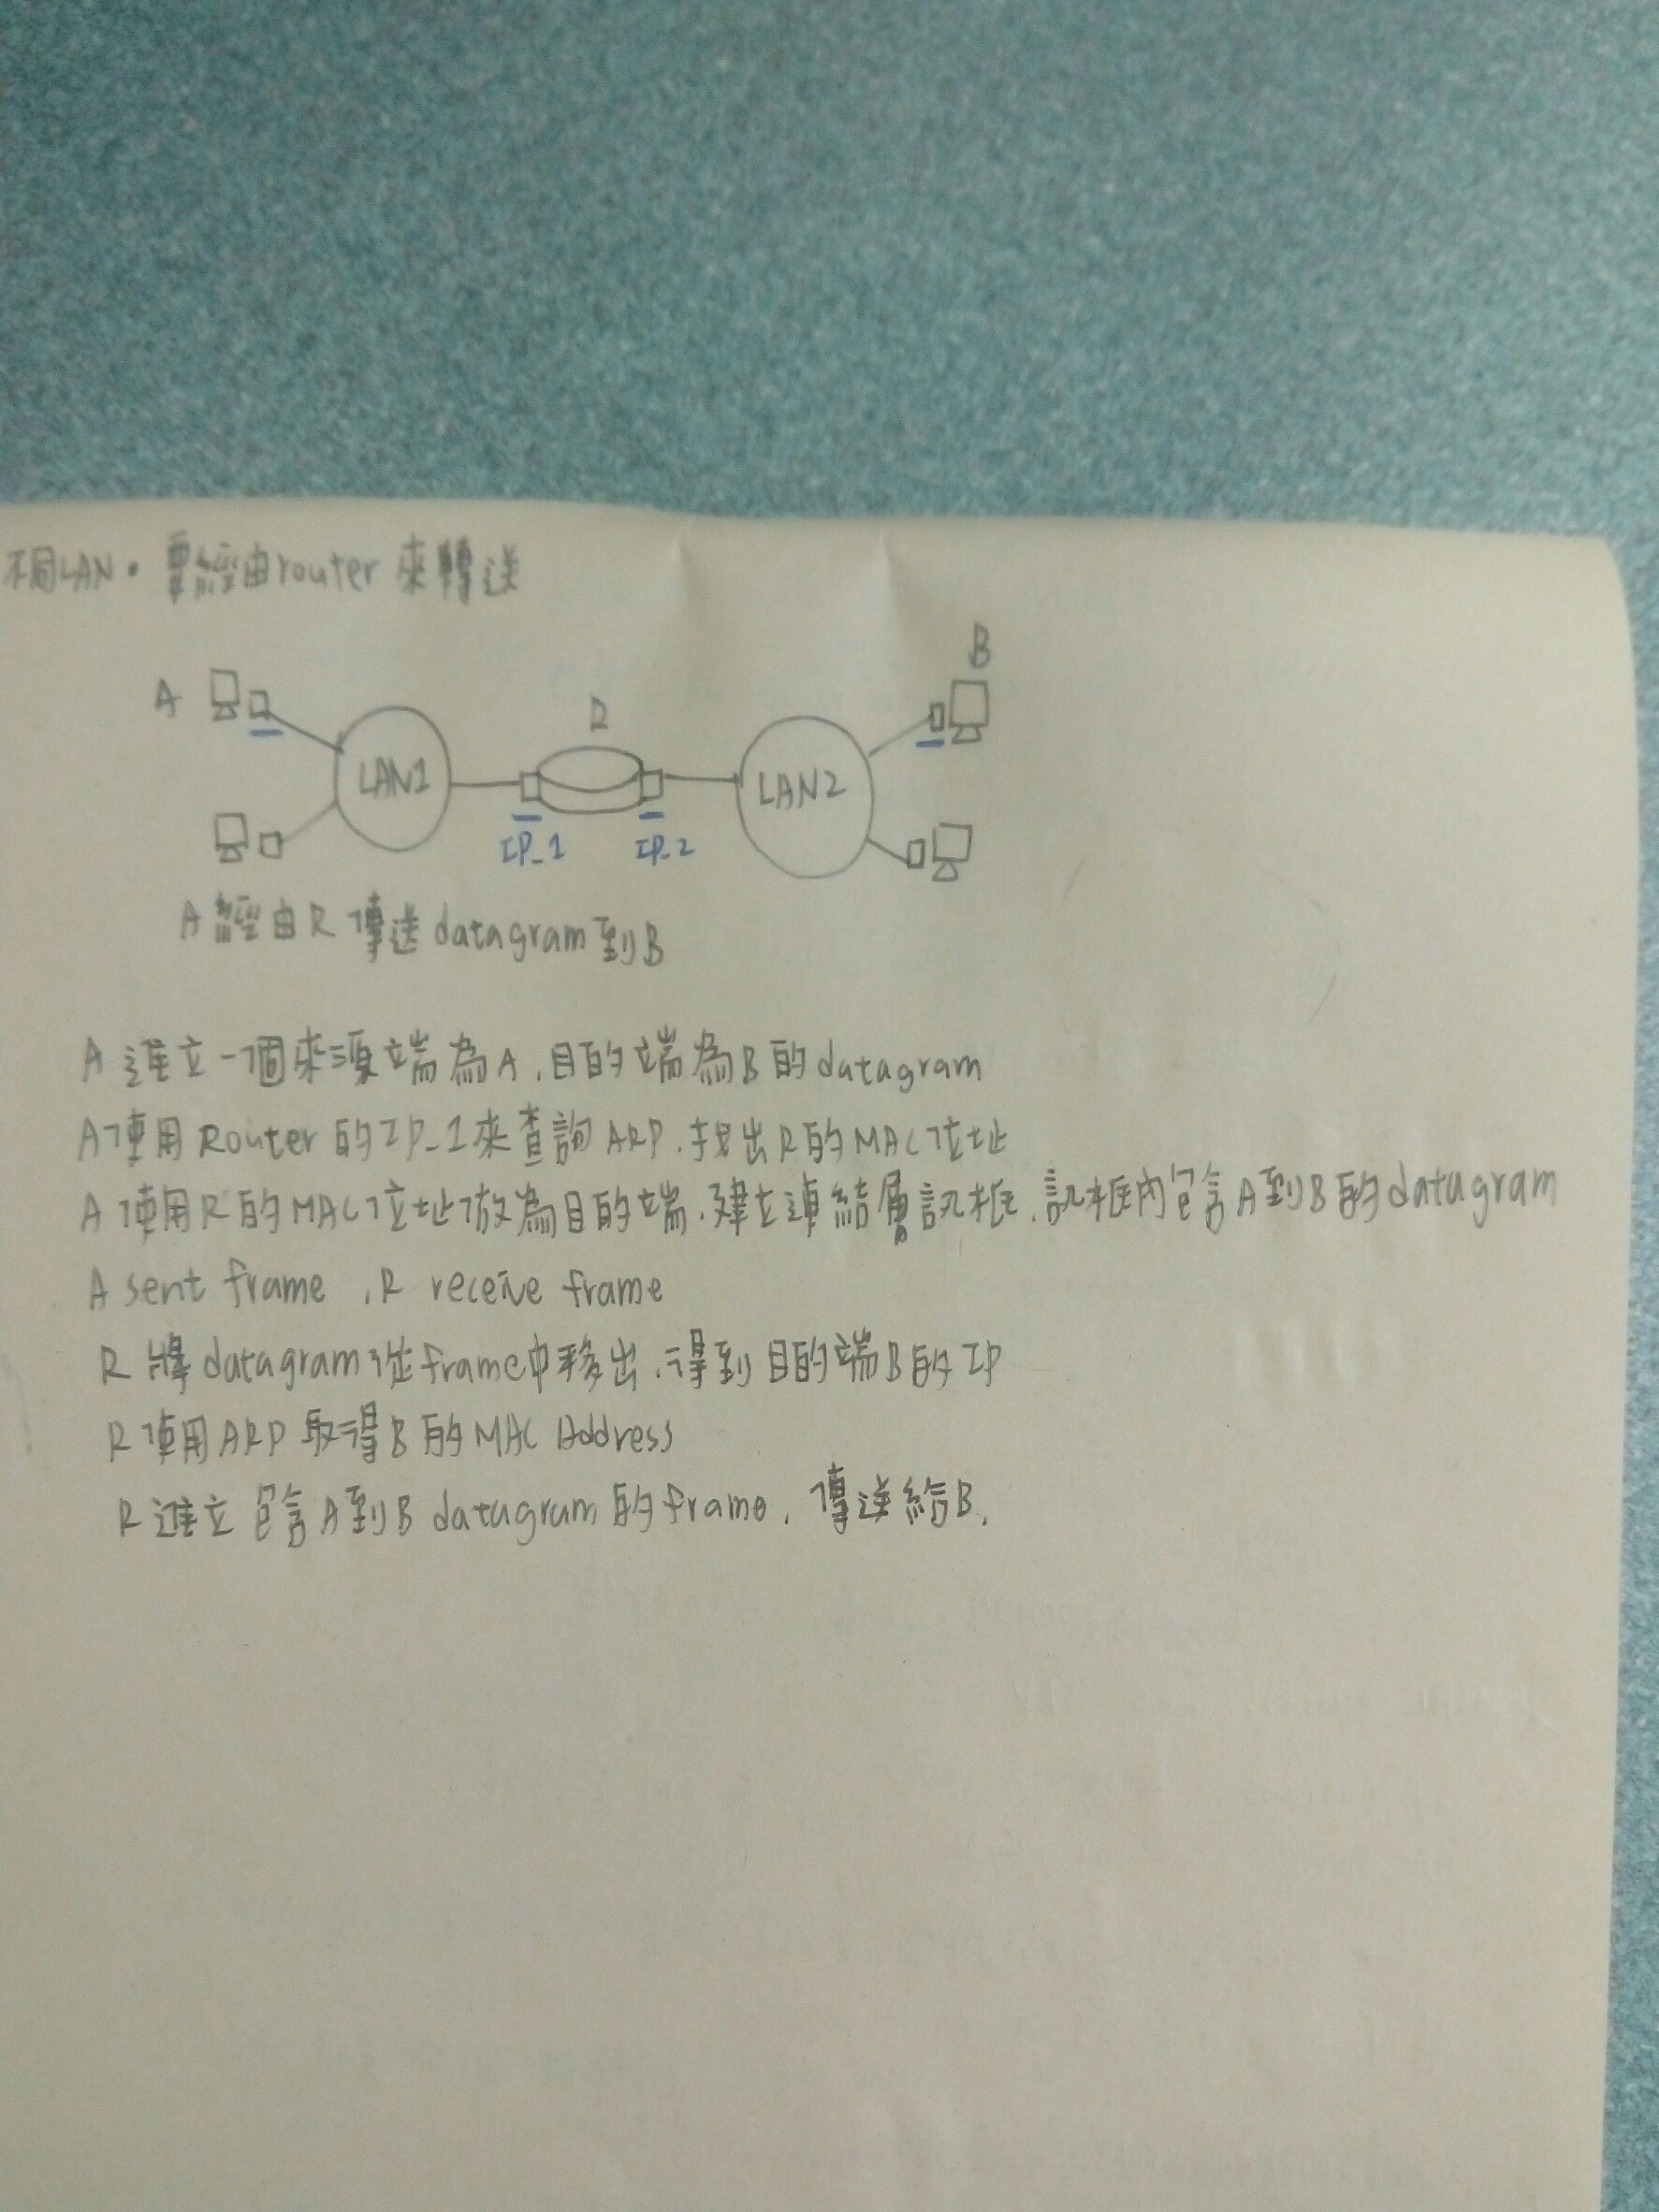 不同LAN，要經由router來轉送
A
B
R
LAN1
LAN2
IP_1
IP_2
A經由R傳送datagram到B
A 建立一個來源端為A，目的端為B的datagram
A使用Router的IP_1來查詢ARP，找出R的MAC位址
A使用R的MAC位址做為目的端，建立連結層訊框，訊框內包含A到B的datagram
A sent frame，R receive frame
R 將datagram從frame中移出，得到目的端B的IP
R使用ARP取得B的MAC Address
R建立包含A到B datagram的frame，傳送給B.